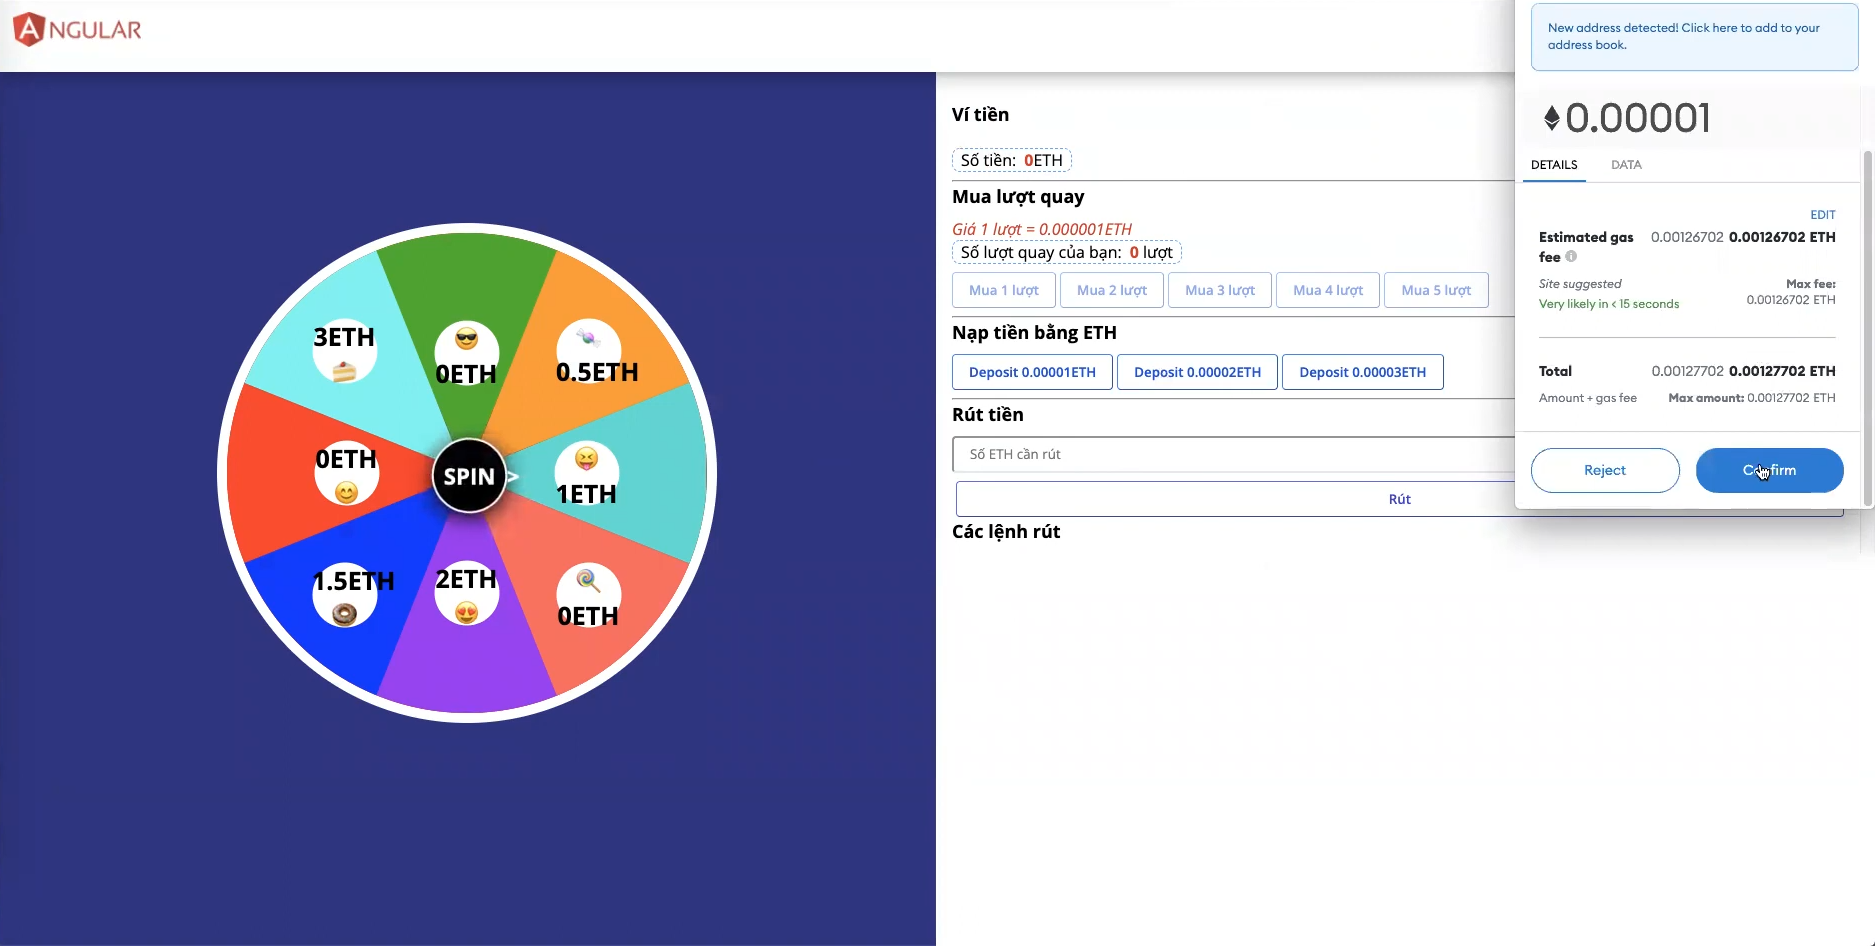 ANGULAR
3ETH
0ETH
0.5ETH
0ETH
SPIN >
1ETH
1.5ETH
2ETH
0ETH
Ví tiền
Số tiền: 0ETH
Mua lượt quay
Giá 1 lượt = 0.000001ETH
Số lượt quay của bạn: 0 lượt
Mua 1 lượt Mua 2 lượt Mua 3 lượt Mua 4 lượt Mua 5 lượt
Nạp tiền bằng ETH
Deposit 0.00001ETH Deposit 0.00002ETH Deposit 0.00003ETH
Rút tiền
Số ETH cần rút
Rút
Các lệnh rút
New address detected! Click here to add to your
address book.
0.00001
DETAILS DATA
EDIT
Estimated gas 0.00126702 0.00126702 ETH
fee
Site suggested Max fee:
Very likely in < 15 seconds 0.00126702 ETH
Total 0.00127702 0.00127702 ETH
Amount + gas fee Max amount: 0.00127702 ETH
Reject Confirm